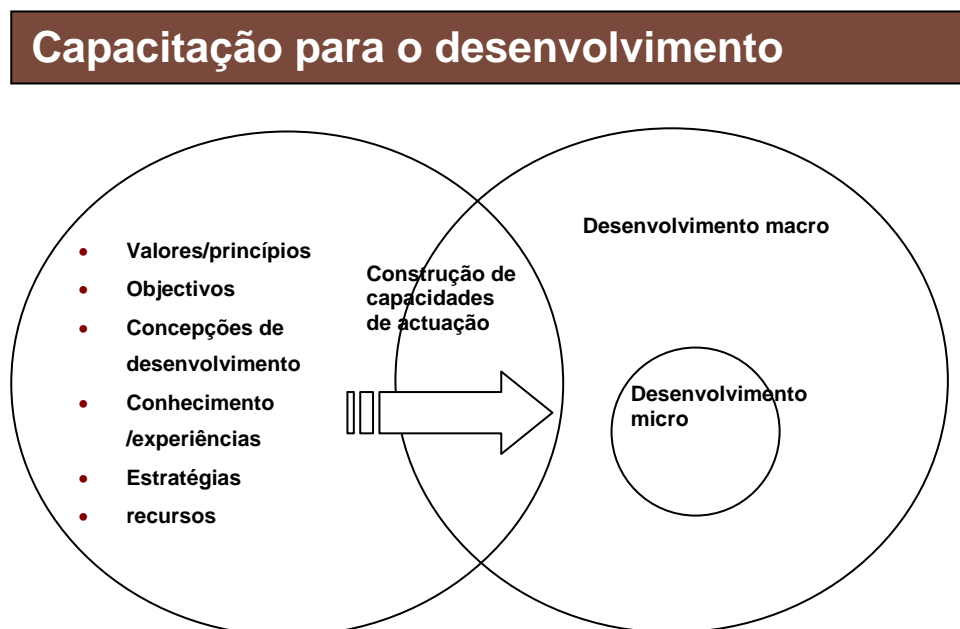 Capacitação para o desenvolvimento
• Valores/princípios
• Objectivos
• Concepções de
desenvolvimento
• Conhecimento
/experiências
• Estratégias
• recursos
Construção de
capacidades
de actuação
Desenvolvimento macro
Desenvolvimento
micro